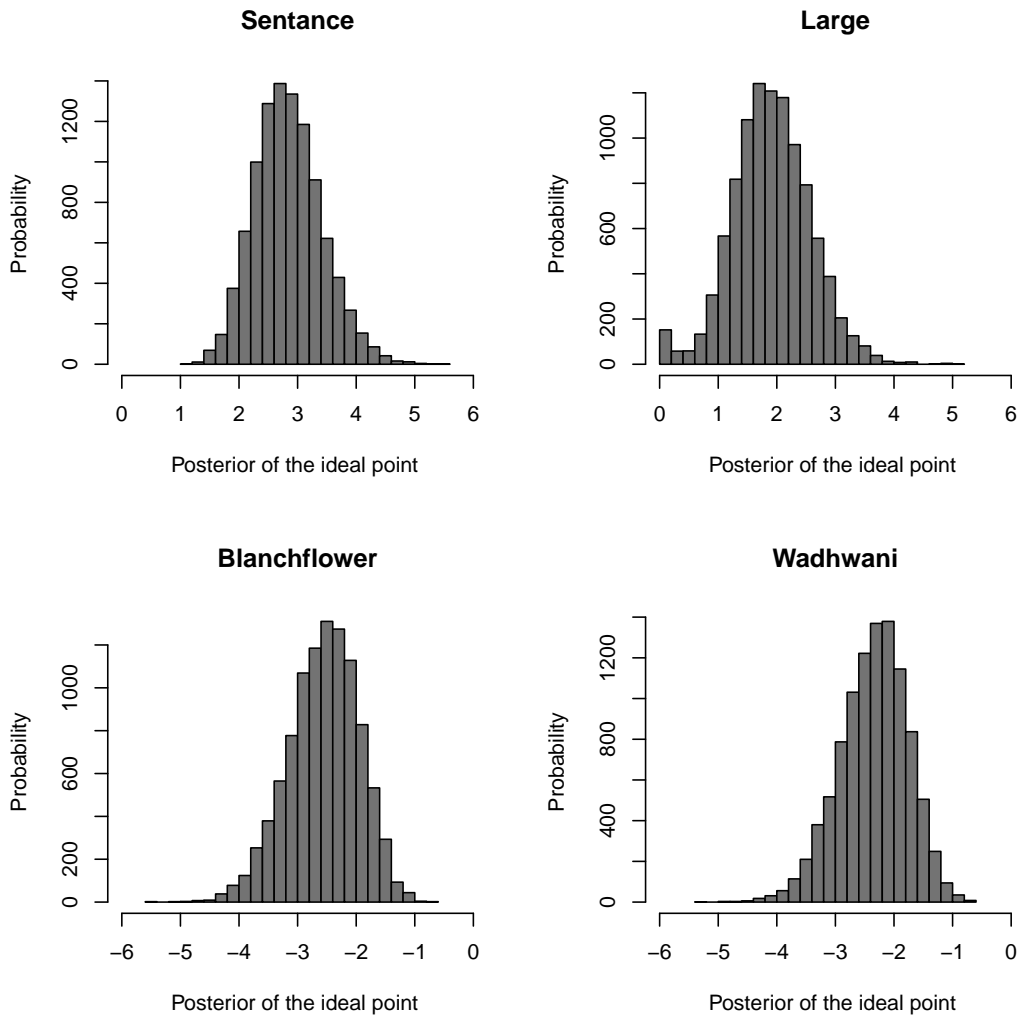 Sentance
Probability
0 400 800 1200
0 1 2 3 4 5 6
Posterior of the ideal point
Large
Probability
0 200 600 1000
0 1 2 3 4 5 6
Posterior of the ideal point
Blanchflower
Probability
0 200 600 1000
−6 −5 −4 −3 −2 −1 0
Posterior of the ideal point
Wadhwani
Probability
0 400 800 1200
−6 −5 −4 −3 −2 −1 0
Posterior of the ideal point